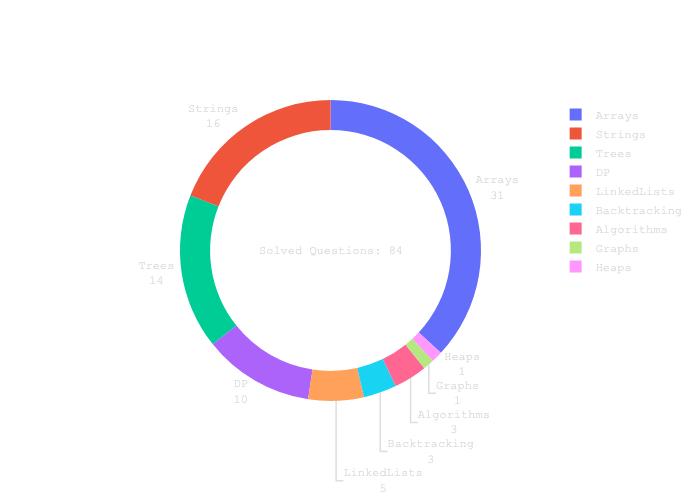 Strings
16
Arrays
31
Solved Questions: 84
Trees
14
Heaps
1
DP
10
Graphs
1
Algorithms
3
Backtracking
3
LinkedLists
5
Arrays
Strings
Trees
DP
LinkedLists
Backtracking
Algorithms
Graphs
Heaps